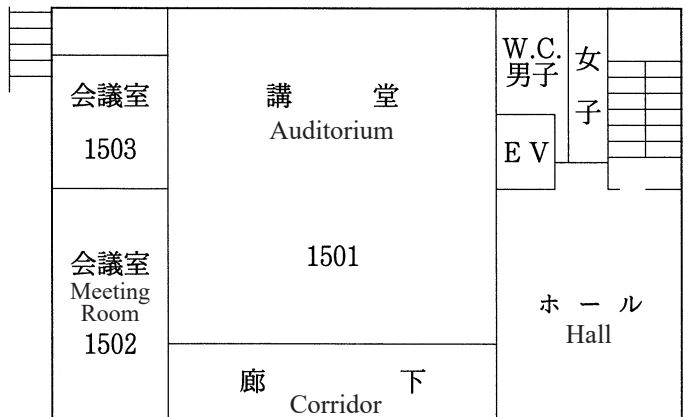 会議室
1503
講堂
Auditorium
1501
W.C.
男子
女子
EV
会議室
Meeting
Room
1502
ホール
Hall
廊下
Corridor